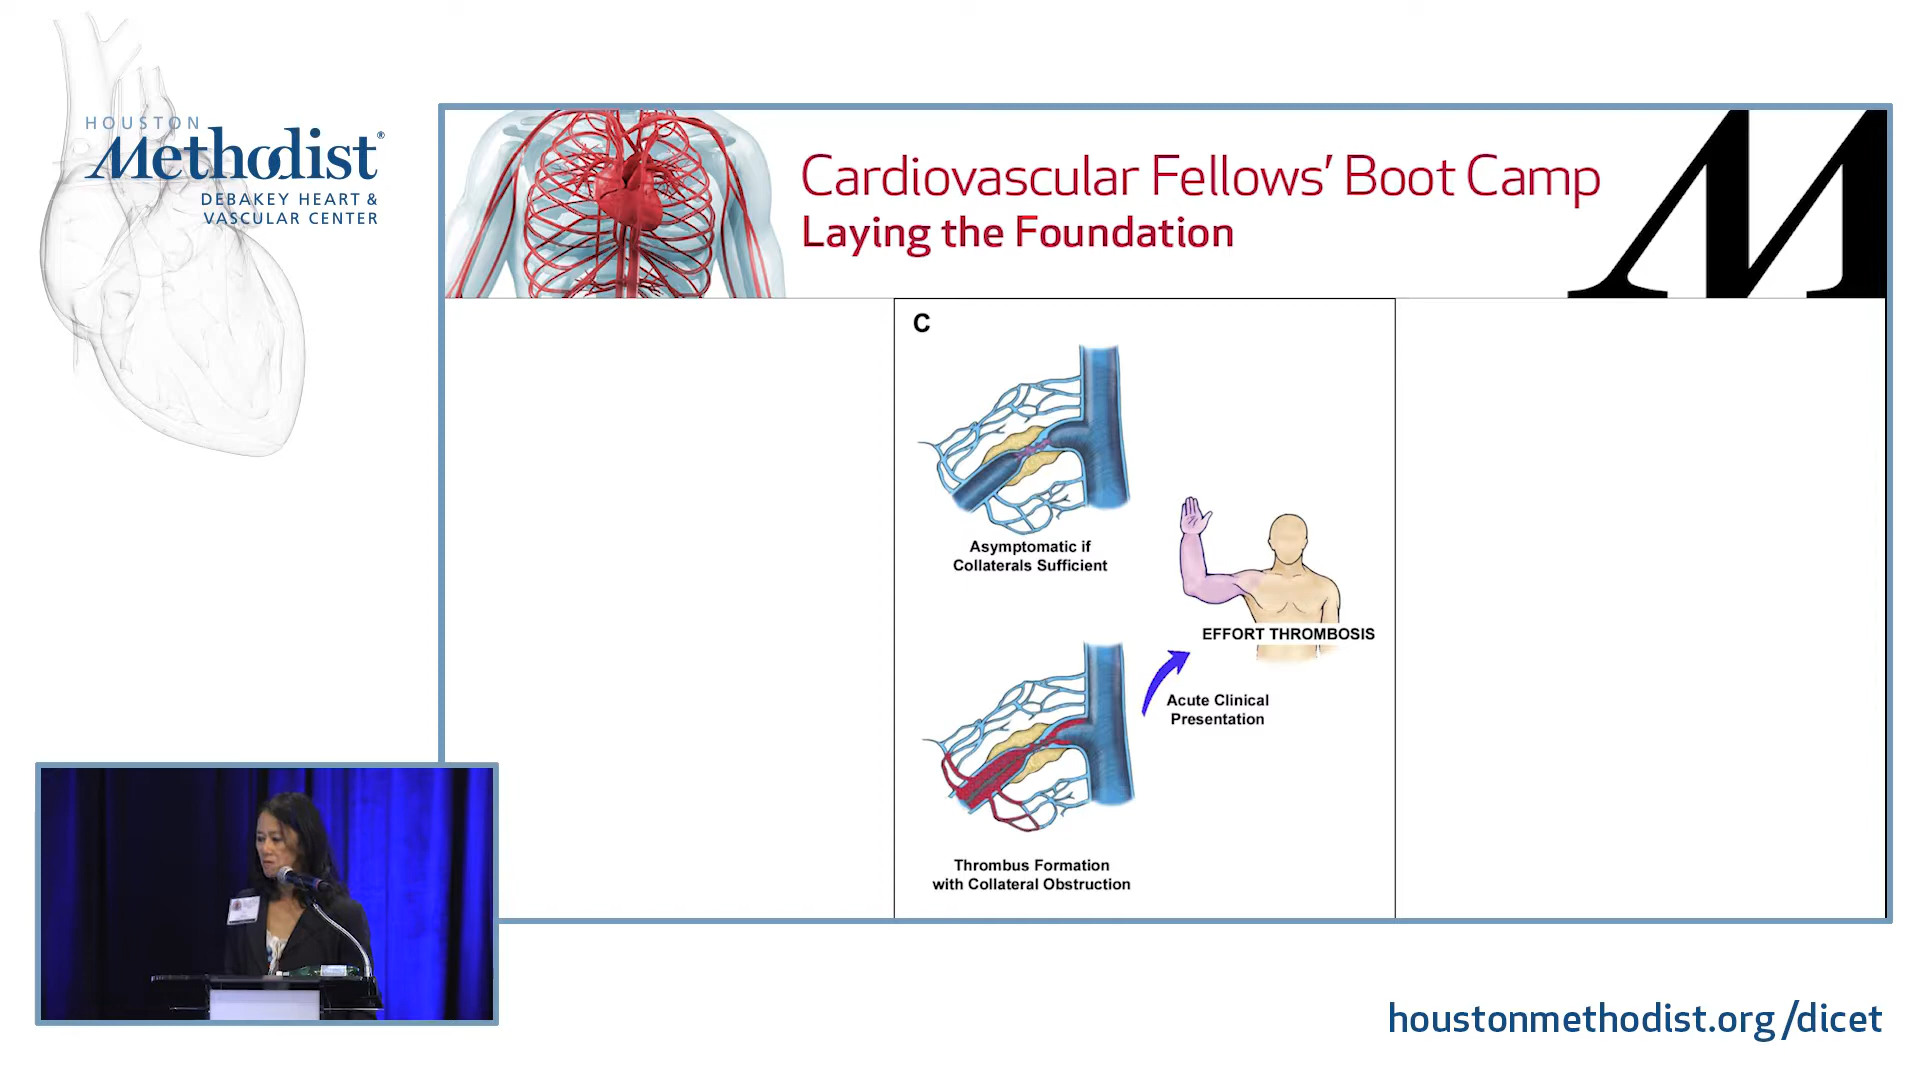 HOUSTON
Methodist®
DEBAKEY HEART &
VASCULAR CENTER
Cardiovascular Fellows' Boot Camp
Laying the Foundation
M
C
Asymptomatic if
Collaterals Sufficient
EFFORT THROMBOSIS
Acute Clinical
Presentation
Thrombus Formation
with Collateral Obstruction
houstonmethodist.org/dicet